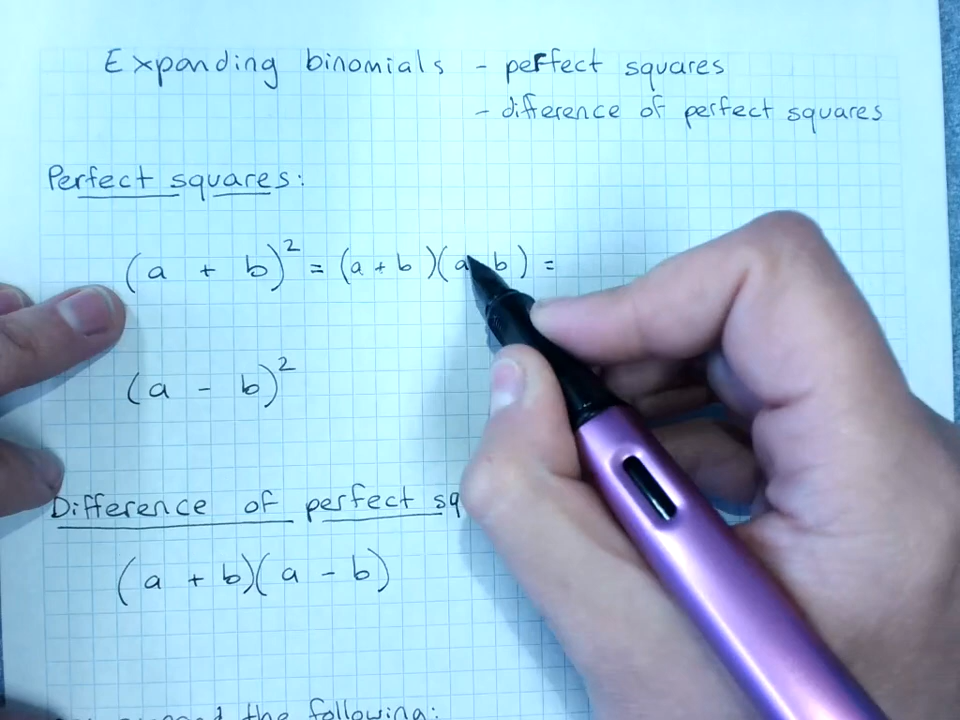 Expanding binomials - perfect squares
- difference of perfect squares
Perfect squares:
(a + b)² = (a + b)(a b) =
(a - b)²
Difference of perfect sq
(a + b)(a - b)
the following: